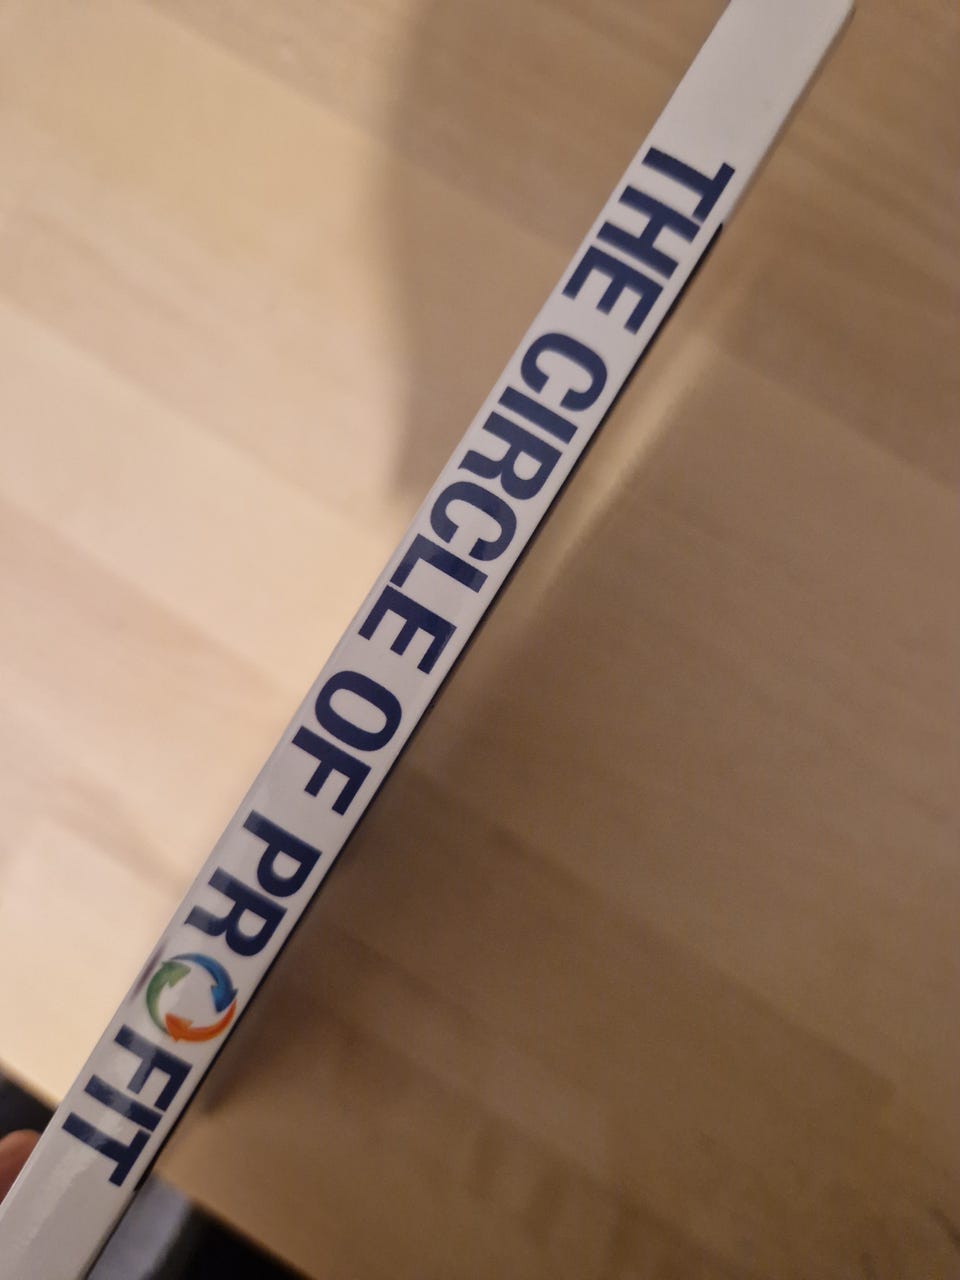 THE CIRCLE OF PROFIT